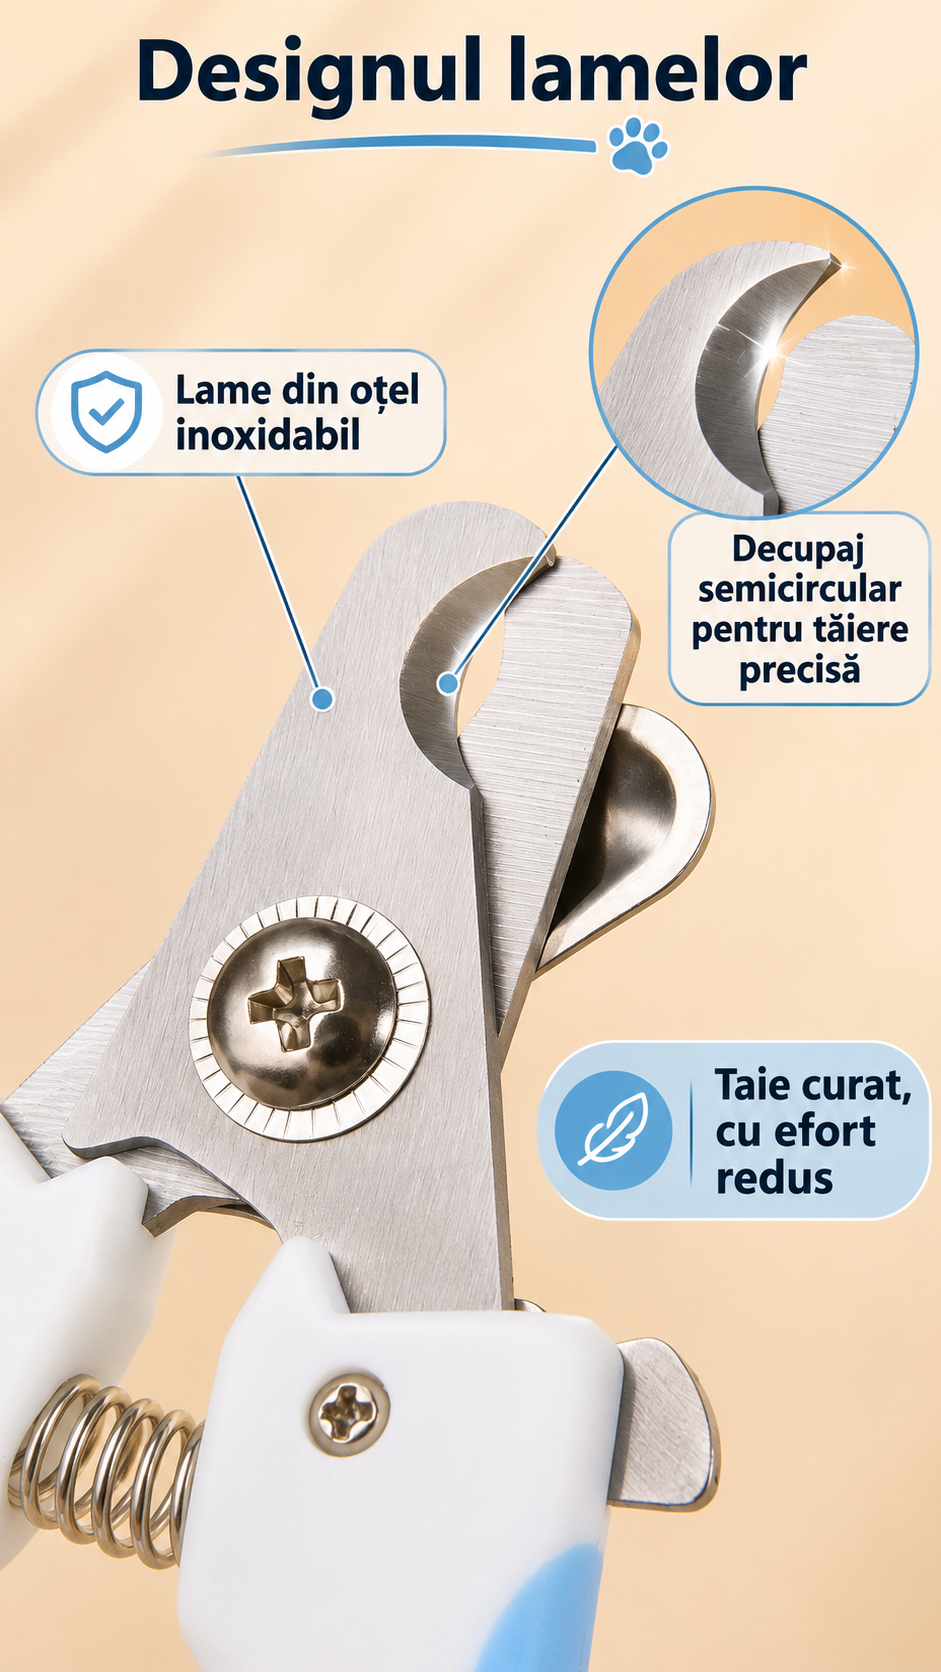 Designul lamelor
Lame din oțel
inoxidabil
Decupaj
semicircular
pentru tăiere
precisă
Taie curat,
cu efort
redus